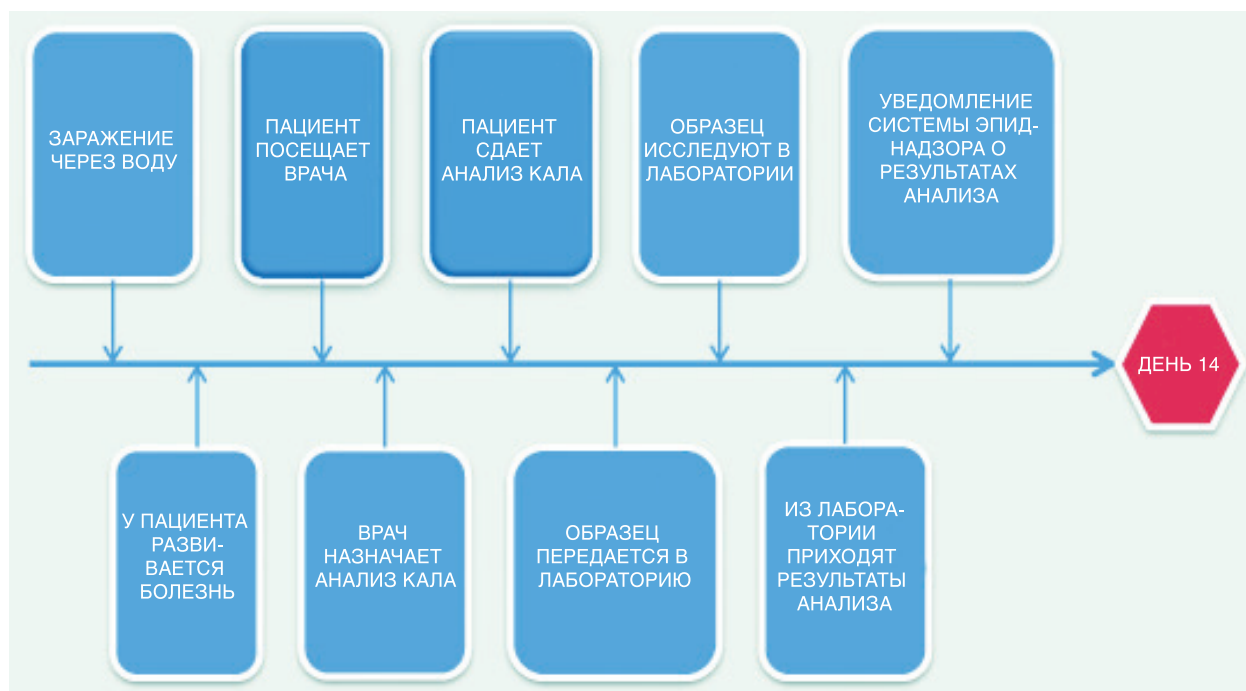 ЗАРАЖЕНИЕ
ЧЕРЕЗ ВОДУ
ПАЦИЕНТ
ПОСЕЩАЕТ
ВРАЧА
ПАЦИЕНТ
СДАЕТ
АНАЛИЗ КАЛА
ОБРАЗЕЦ
ИССЛЕДУЮТ В
ЛАБОРАТОРИИ
УВЕДОМЛЕНИЕ
СИСТЕМЫ ЭПИД-
НАДЗОРА О
РЕЗУЛЬТАТАХ
АНАЛИЗА
ДЕНЬ 14
У ПАЦИЕНТА
РАЗВИ-
ВАЕТСЯ
БОЛЕЗНЬ
ВРАЧ
НАЗНАЧАЕТ
АНАЛИЗ КАЛА
ОБРАЗЕЦ
ПЕРЕДАЕТСЯ В
ЛАБОРАТОРИЮ
ИЗ ЛАБОРА-
ТОРИИ
ПРИХОДЯТ
РЕЗУЛЬТАТЫ
АНАЛИЗА